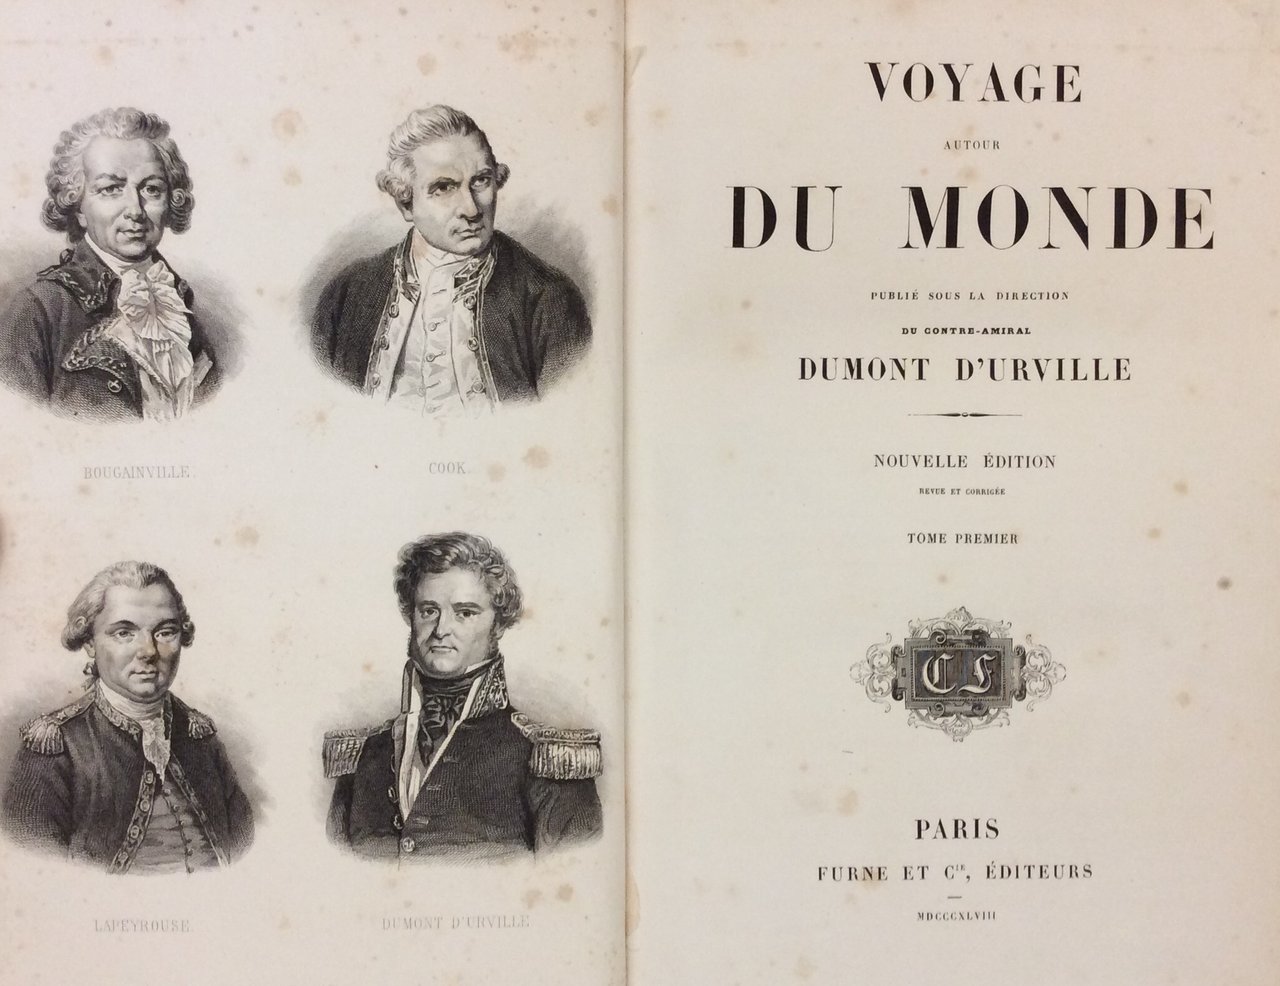 BOUGAINVILLE.
COOK.
LAPEYROUSE.
DUMONT D'URVILLE
VOYAGE
AUTOUR
DU MONDE
PUBLIÉ SOUS LA DIRECTION
DU CONTRE-AMIRAL
DUMONT D'URVILLE
NOUVELLE ÉDITION
REVUE ET CORRIGÉE
TOME PREMIER
CF
PARIS
FURNE ET CIE, ÉDITEURS
MDCCCXLVIII